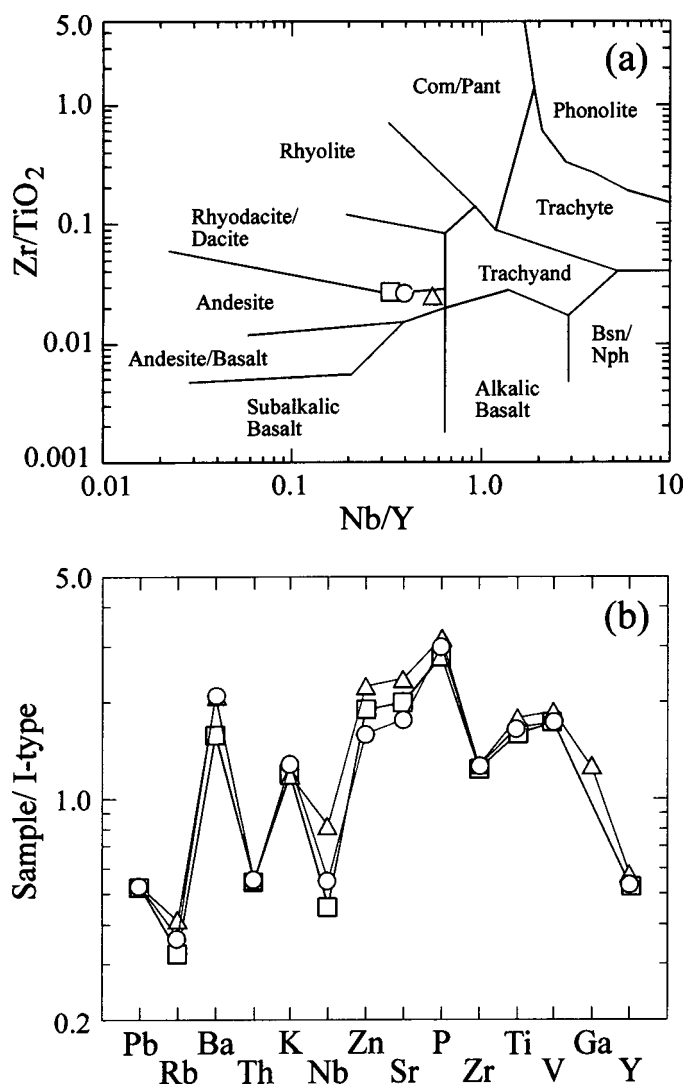 (a)
5.0
1.0
0.1
0.01
0.001
Zr/TiO2
Com/Pant
Phonolite
Rhyolite
Trachyte
Rhyodacite/
Dacite
Trachyand
Andesite
Bsn/
Nph
Andesite/Basalt
Alkalic
Basalt
Subalkalic
Basalt
0.01
0.1
1.0
10
Nb/Y
(b)
5.0
1.0
0.2
Sample/ I-type
Pb
Rb
Ba
Th
K
Nb
Zn
Sr
P
Zr
Ti
V
Ga
Y